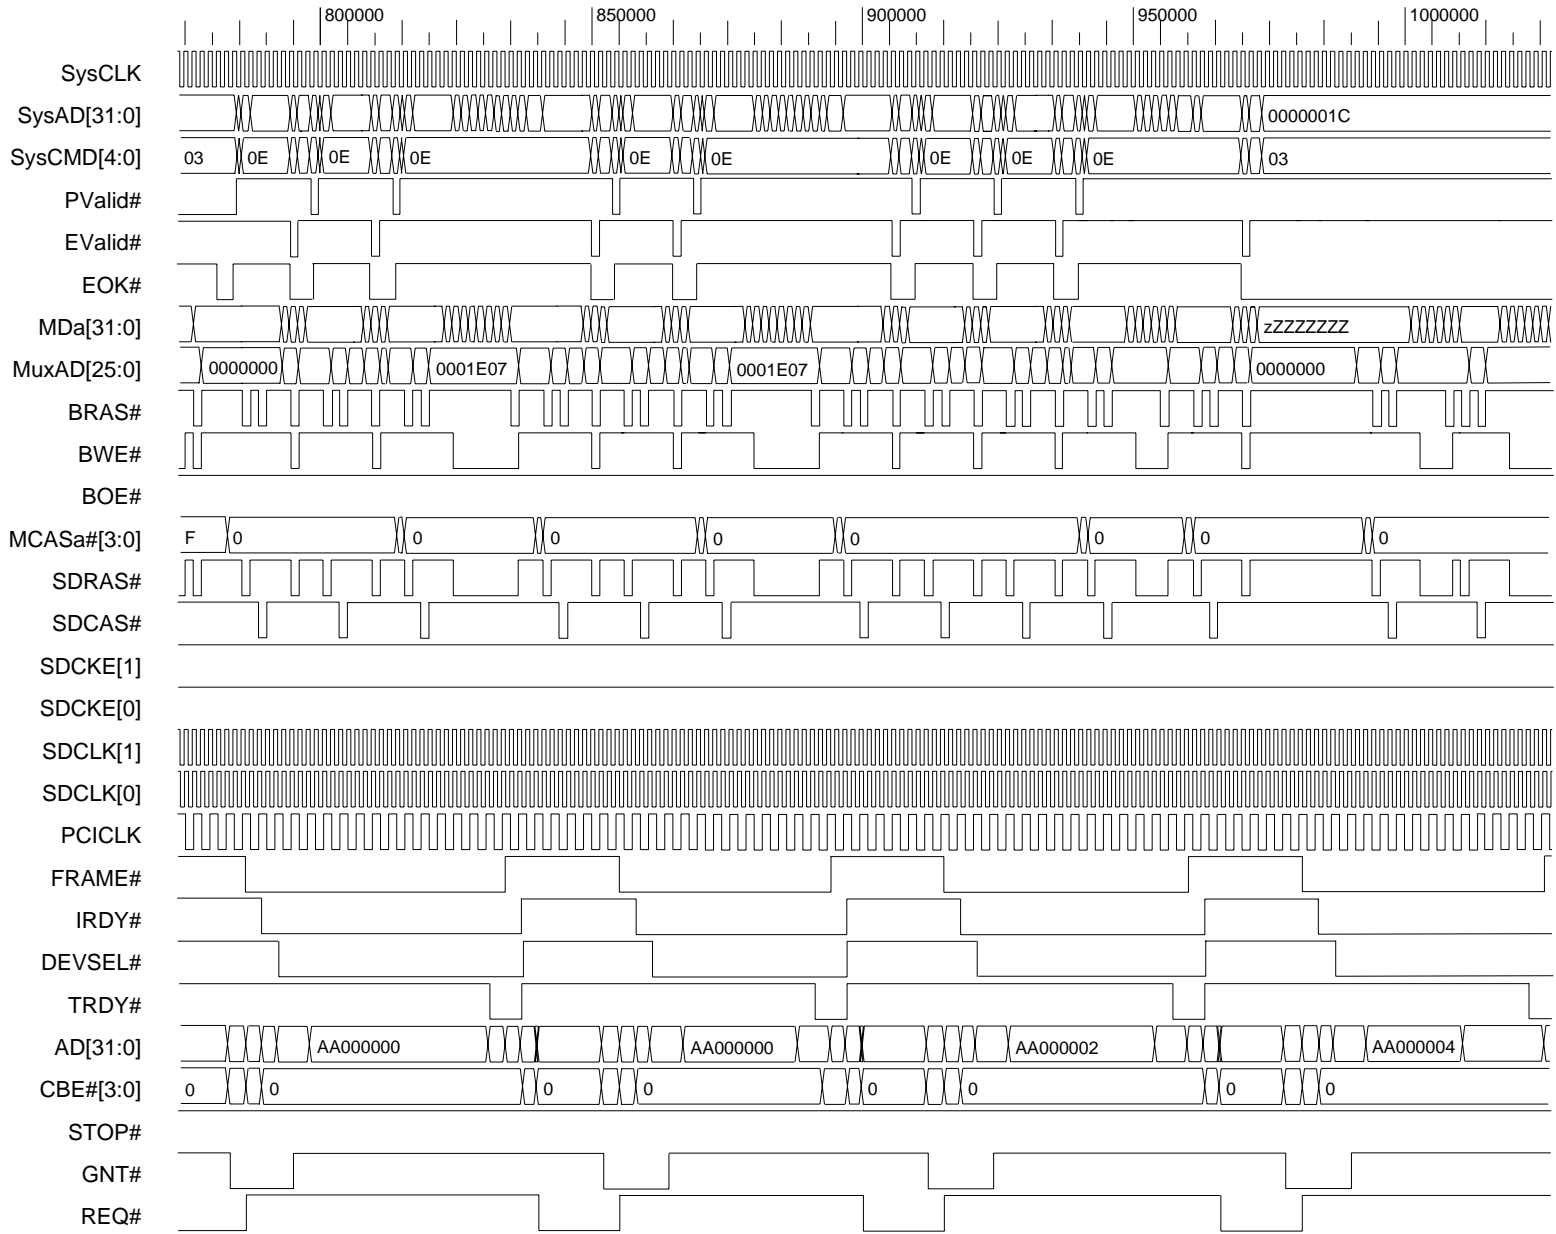 800000 850000 900000 950000 1000000
SysCLK
SysAD[31:0] 0000001C
SysCMD[4:0] 03 0E 0E 0E 0E 0E 0E 0E 0E 03
PValid#
EValid#
EOK#
MDa[31:0] zZZZZZZZ
MuxAD[25:0] 0000000 0001E07 0001E07 0000000
BRAS#
BWE#
BOE#
MCASa#[3:0] F 0 0 0 0 0 0 0 0
SDRAS#
SDCAS#
SDCKE[1]
SDCKE[0]
SDCLK[1]
SDCLK[0]
PCICLK
FRAME#
IRDY#
DEVSEL#
TRDY#
AD[31:0] AA000000 AA000000 AA000002 AA000004
CBE#[3:0] 0 0 0 0 0 0 0 0
STOP#
GNT#
REQ#